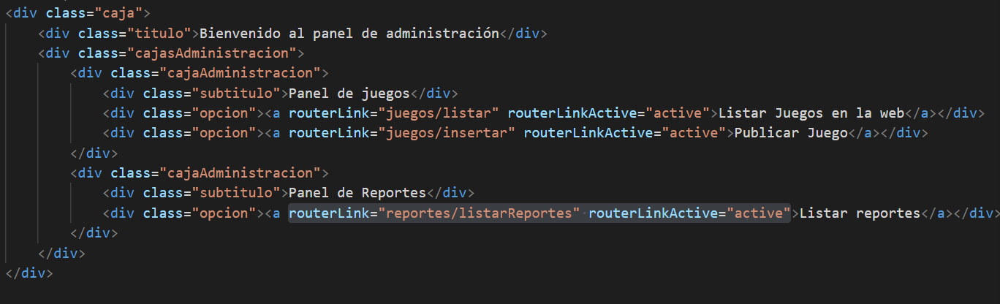 <div class="caja">
<div class="titulo">Bienvenido al panel de administración</div>
<div class="cajasAdministracion">
<div class="cajaAdministracion">
<div class="subtitulo">Panel de juegos</div>
<div class="opcion"><a routerLink="juegos/listar" routerLinkActive="active">Listar Juegos en la web</a></div>
<div class="opcion"><a routerLink="juegos/insertar" routerLinkActive="active">Publicar Juego</a></div>
</div>
<div class="cajaAdministracion">
<div class="subtitulo">Panel de Reportes</div>
<div class="opcion"><a routerLink="reportes/listarReportes" routerLinkActive="active">Listar reportes</a></div>
</div>
</div>
</div>